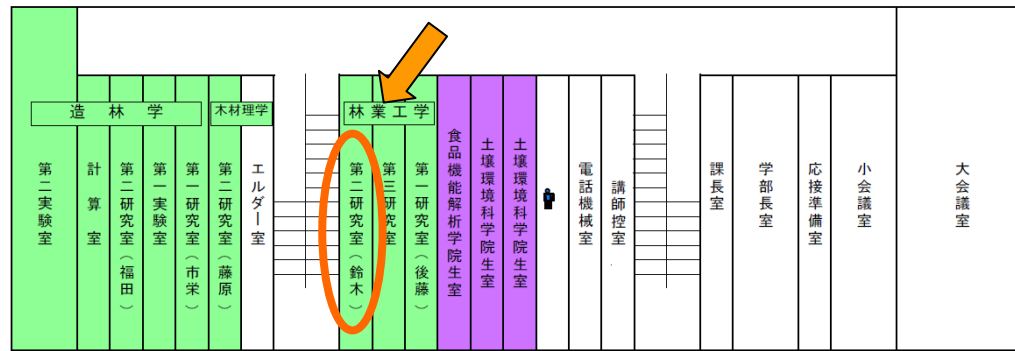 造林学
木材理学
林業工学
第二実験室
計算室
第二研究室（福田）
第一実験室
第一研究室（市栄）
第二研究室（藤原）
エルダー室
第二研究室（鈴木）
第三研究室
第一研究室（後藤）
食品機能解析学院生室
土壌環境科学院生室
土壌環境科学院生室
電話機械室
講師控室
課長室
学部長室
応接準備室
小会議室
大会議室